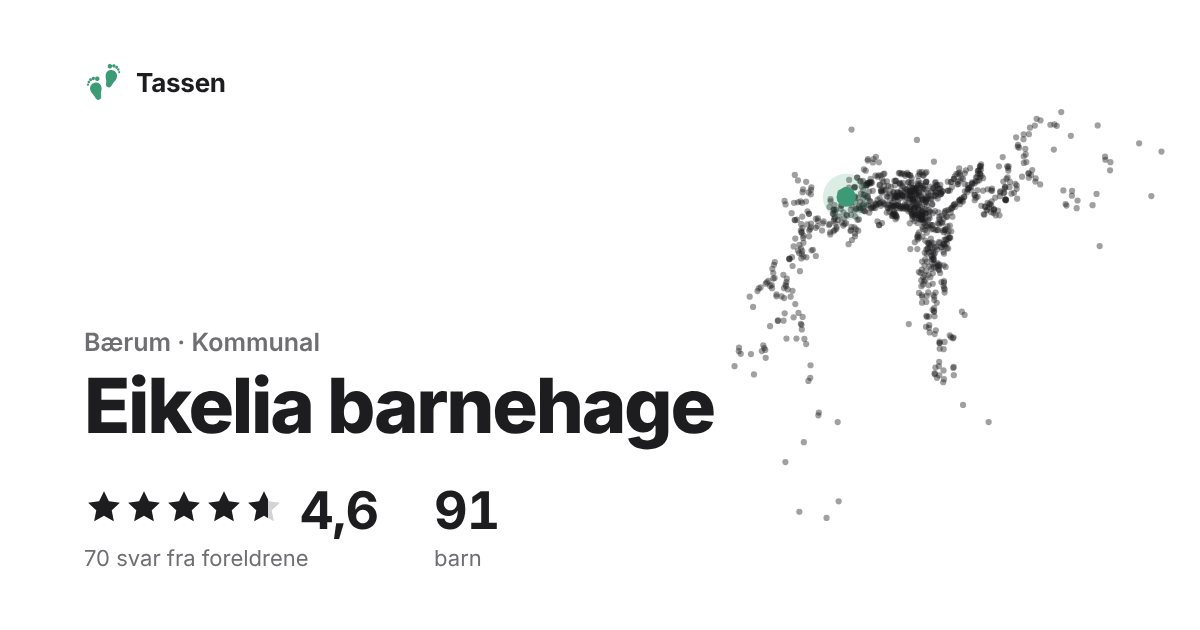 Tassen
Bærum · Kommunal
Eikelia barnehage
4,6
91
70 svar fra foreldrene
barn